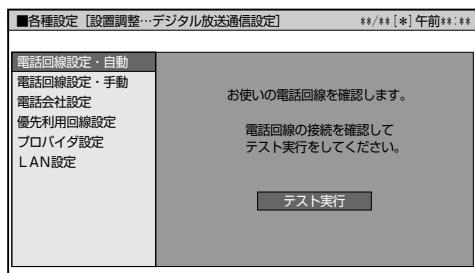 ■各種設定［設置調整…デジタル放送通信設定］ **/**[*]午前**:**
電話回線設定・自動
電話回線設定・手動
電話会社設定
優先利用回線設定
プロバイダ設定
ＬＡＮ設定
お使いの電話回線を確認します。
電話回線の接続を確認して
テスト実行をしてください。
テスト実行